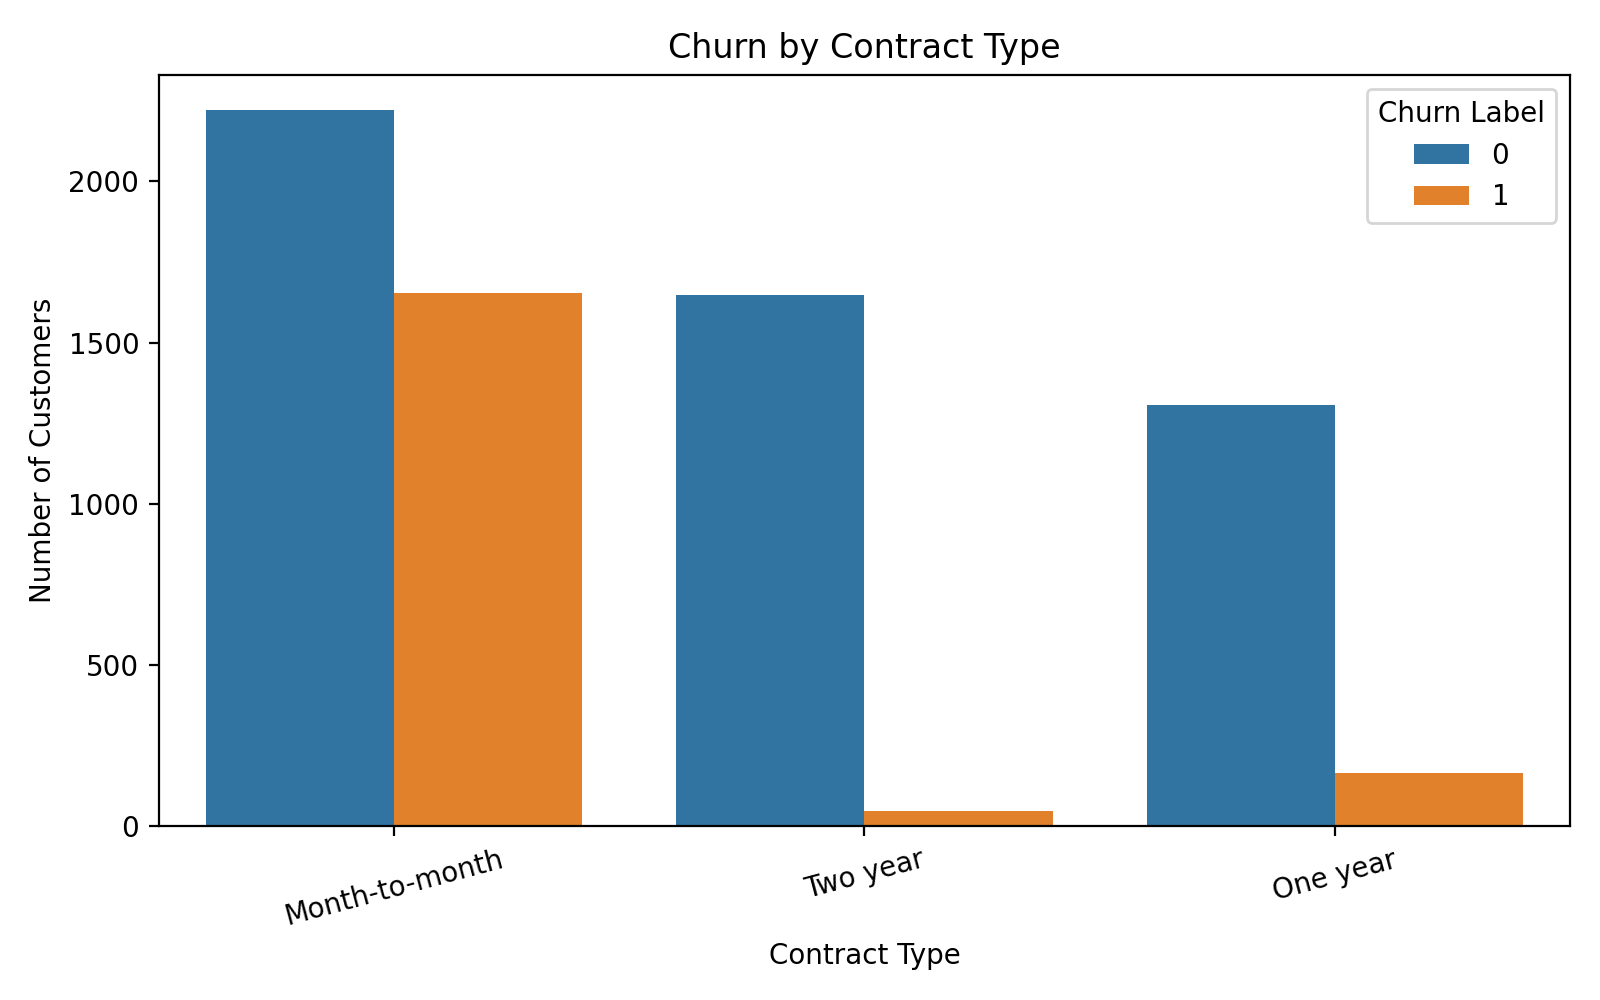 Churn by Contract Type
Churn Label
0
1
Number of Customers
2000
1500
1000
500
0
Month-to-month
Two year
One year
Contract Type